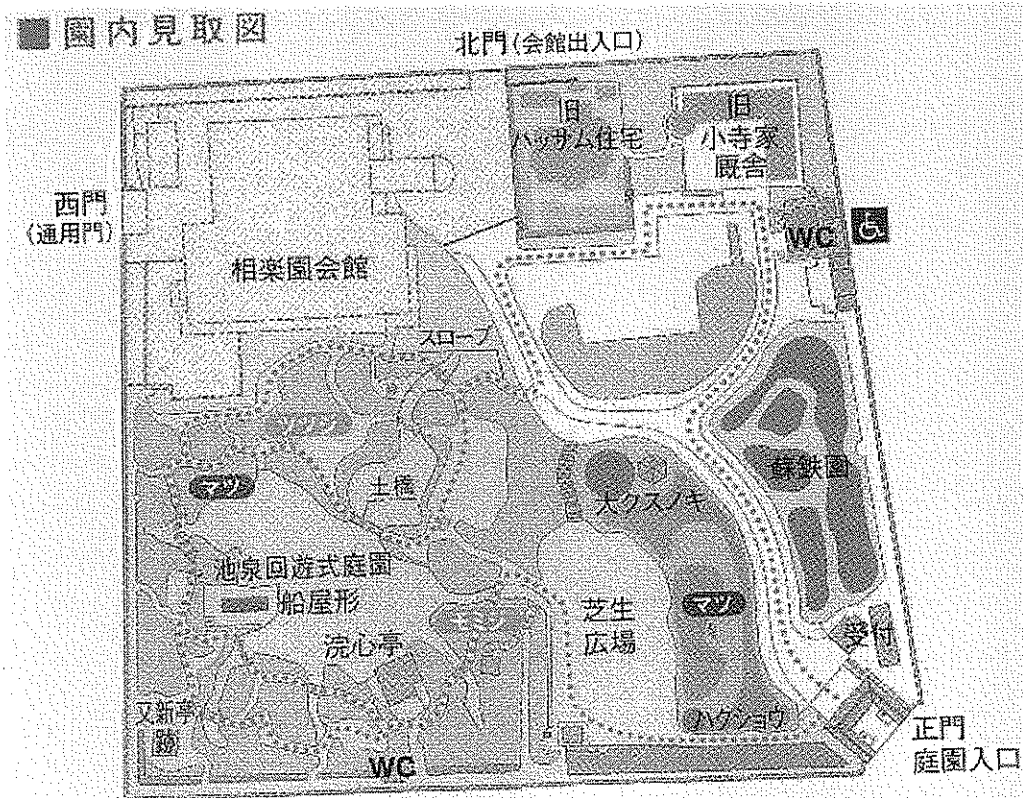 ■ 園内見取図
北門(会館出入口)
旧
ハッサム住宅
旧
小寺家
厩舎
西門
(通用門)
WC
相楽園会館
スロープ
ツツジ
マツ
土橋
大クスノキ
蘇鉄園
池泉回遊式庭園
船屋形
モミジ
マツ
芝生
広場
浣心亭
受付
又新亭
跡
ハクショウ
正門
庭園入口
WC